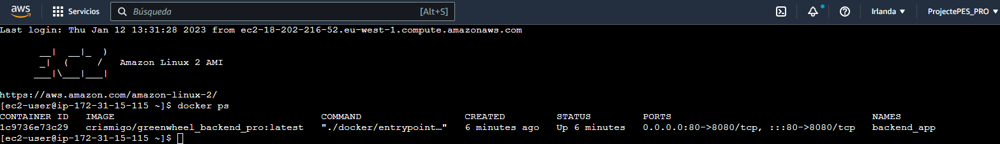 aws Servicios Búsqueda [Alt+S] Irlanda ProjectePES_PRO
Last login: Thu Jan 12 13:31:28 2023 from ec2-18-202-216-52.eu-west-1.compute.amazonaws.com
__|  __|_  )
_|  (     /   Amazon Linux 2 AMI
___|\___|___|
https://aws.amazon.com/amazon-linux-2/
[ec2-user@ip-172-31-15-115 ~]$ docker ps
CONTAINER ID   IMAGE   COMMAND   CREATED   STATUS   PORTS   NAMES
1c9736e73c29   crismigo/greenwheel_backend_pro:latest   "./docker/entrypoint…"   6 minutes ago   Up 6 minutes   0.0.0.0:80->8080/tcp, :::80->8080/tcp   backend_app
[ec2-user@ip-172-31-15-115 ~]$